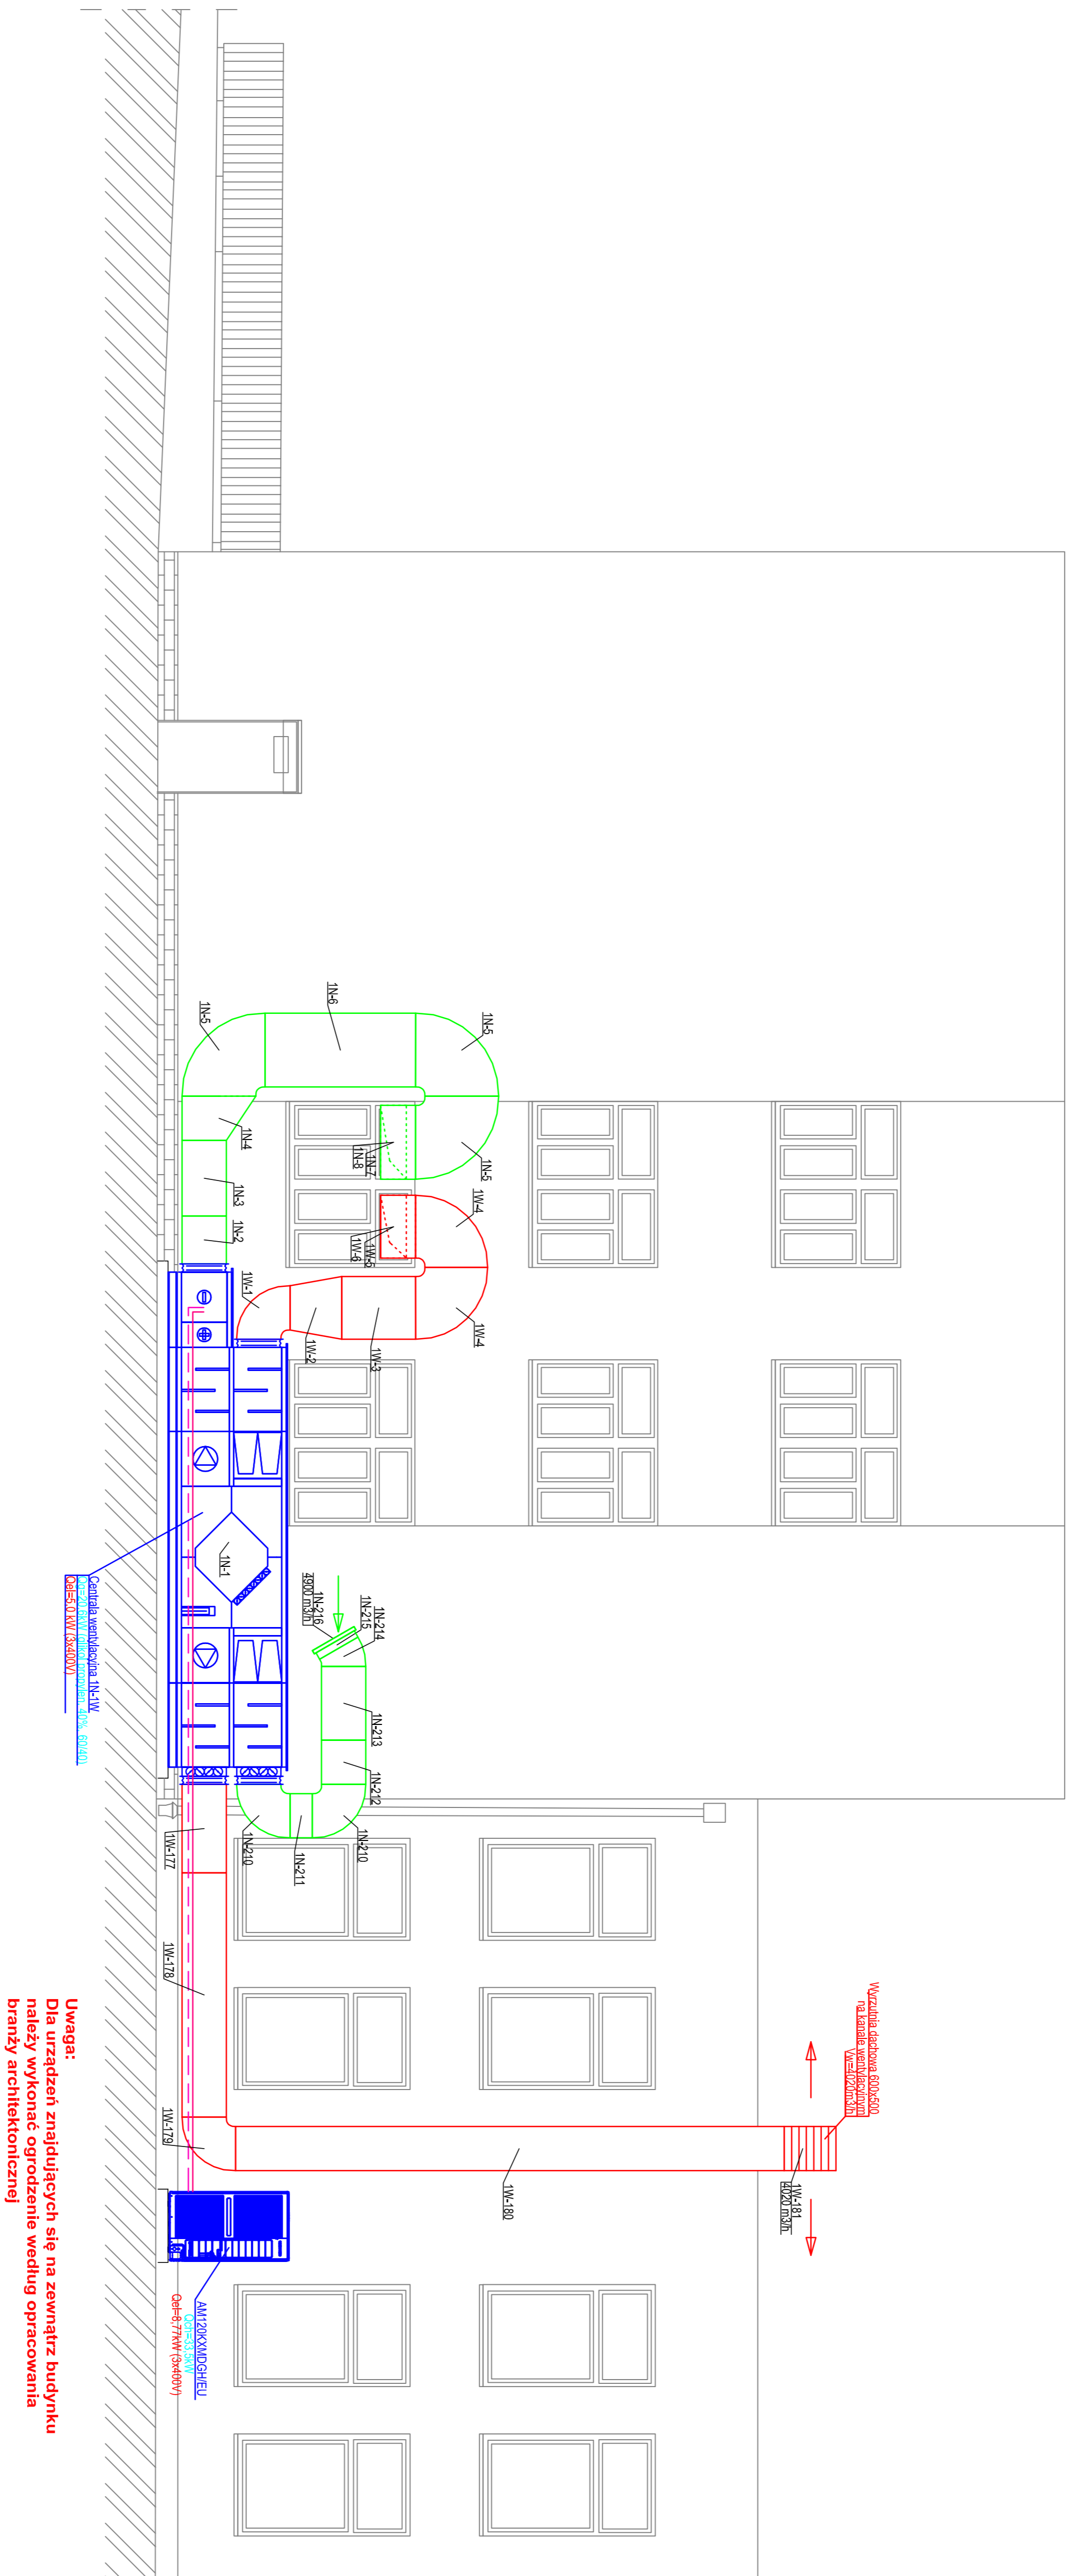 1N-5
1N-6
1N-5
1N-4
1N-3
1N-2
1N-7
1N-8
1N-5
1W-4
1W-5
1W-6
1W-1
1W-2
1W-3
1W-4
1N-1
Centrala wentylacyjna 1N-1W
Qel=5,0 kW (3x400V)
1N-214
1N-215
1N-216
4900 m3/h
1N-213
1N-212
1N-210
1N-211
1N-210
1W-177
1W-178
1W-179
1W-180
1W-181
4020 m3/h
Wyrzutnia dachowa 600x500
na kanale wentylacyjnym
Vw=4020m3/h
AM120KXMDGH/EU
Qch=33,5kW
Qel=8,77kW (3x400V)
Uwaga:
Dla urządzeń znajdujących się na zewnątrz budynku
należy wykonać ogrodzenie według opracowania
branży architektonicznej